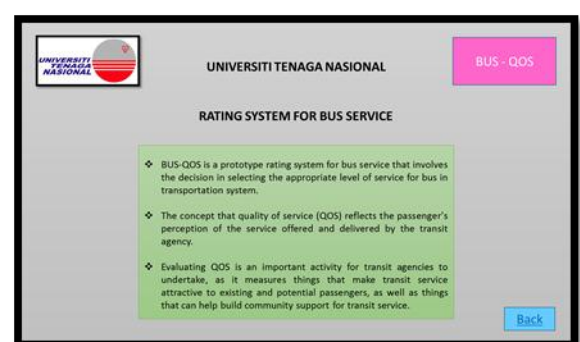 UNIVERSITI
TENAGA
NASIONAL
UNIVERSITI TENAGA NASIONAL
BUS - QOS
RATING SYSTEM FOR BUS SERVICE
❖ BUS-QOS is a prototype rating system for bus service that involves
the decision in selecting the appropriate level of service for bus in
transportation system.
❖ The concept that quality of service (QOS) reflects the passenger's
perception of the service offered and delivered by the transit
agency.
❖ Evaluating QOS is an important activity for transit agencies to
undertake, as it measures things that make transit service
attractive to existing and potential passengers, as well as things
that can help build community support for transit service.
Back